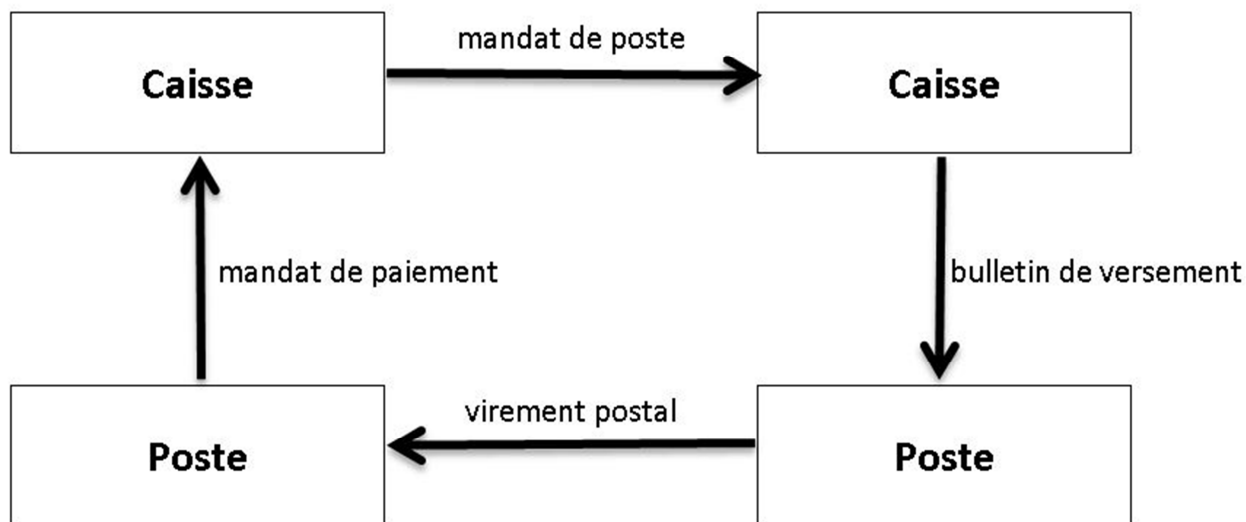 mandat de poste
Caisse
Caisse
mandat de paiement
bulletin de versement
virement postal
Poste
Poste